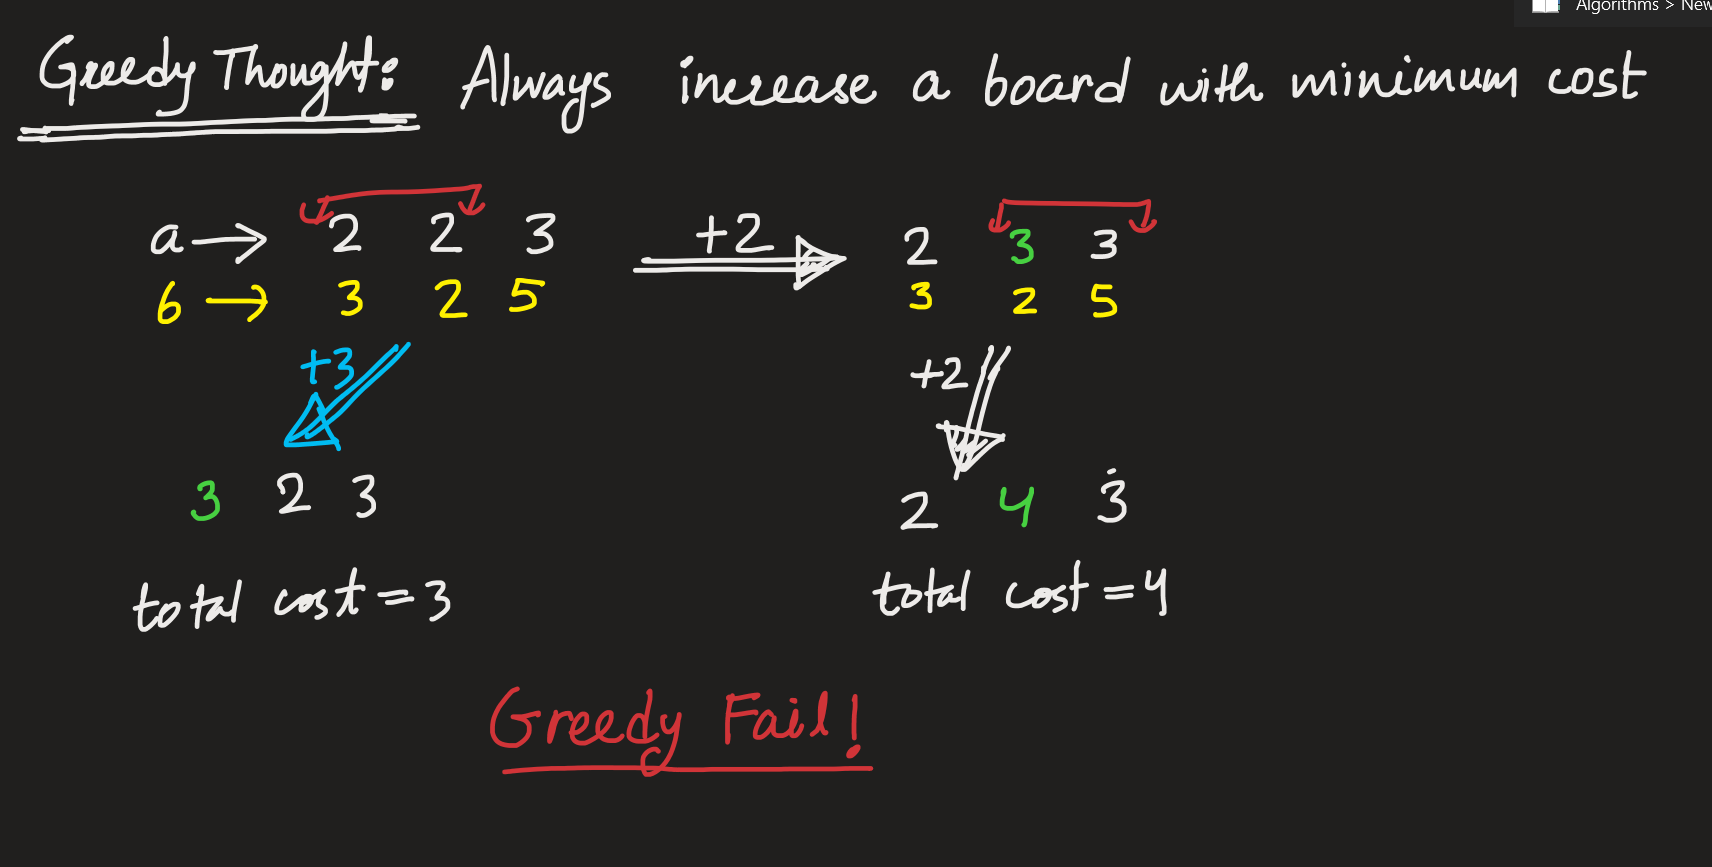 Algorithms > New
Greedy Thought: Always increase a board with minimum cost
a → 2 2 3 +2 2 3 3
6 → 3 2 5 3 2 5
+3 +2
3 2 3 2 4 3
total cost = 3 total cost = 4
Greedy Fail!